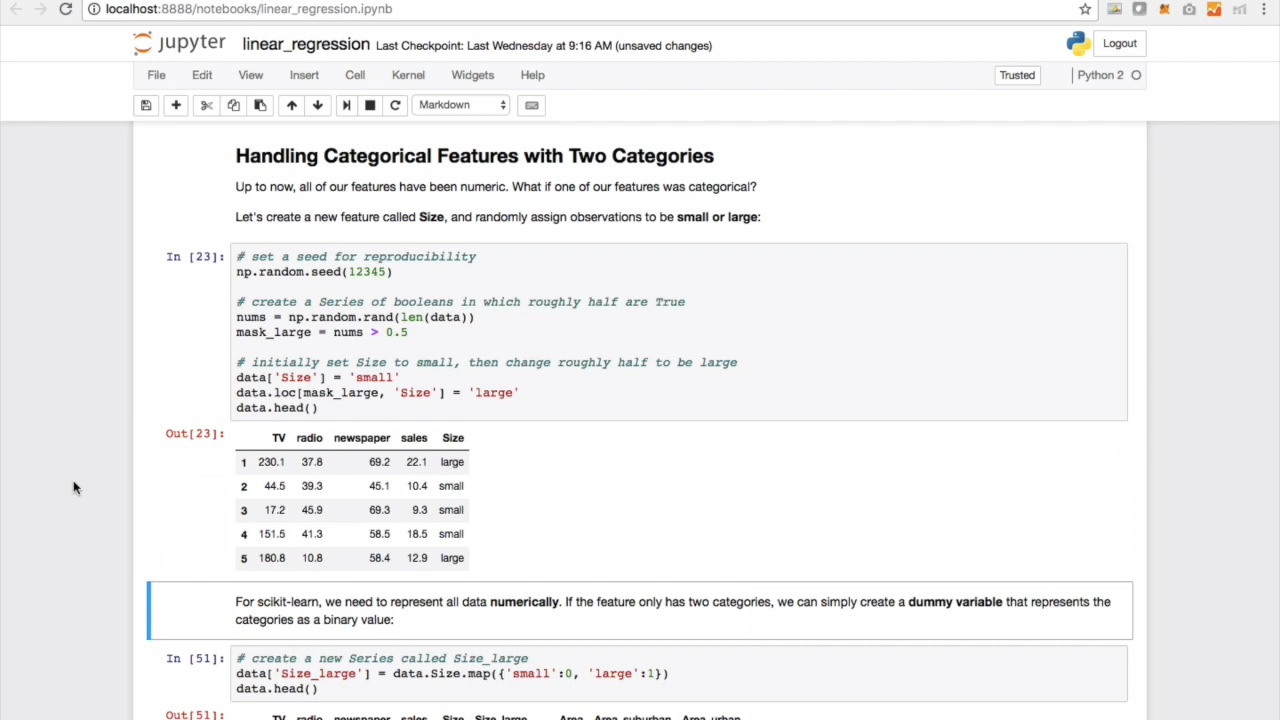 localhost:8888/notebooks/linear_regression.ipynb
jupyter linear_regression Last Checkpoint: Last Wednesday at 9:16 AM (unsaved changes) Logout
File Edit View Insert Cell Kernel Widgets Help Trusted Python 2
Markdown
Handling Categorical Features with Two Categories
Up to now, all of our features have been numeric. What if one of our features was categorical?
Let's create a new feature called Size, and randomly assign observations to be small or large:
In [23]: # set a seed for reproducibility
np.random.seed(12345)
# create a Series of booleans in which roughly half are True
nums = np.random.rand(len(data))
mask_large = nums > 0.5
# initially set Size to small, then change roughly half to be large
data['Size'] = 'small'
data.loc[mask_large, 'Size'] = 'large'
data.head()
Out[23]:
TV radio newspaper sales Size
1 230.1 37.8 69.2 22.1 large
2 44.5 39.3 45.1 10.4 small
3 17.2 45.9 69.3 9.3 small
4 151.5 41.3 58.5 18.5 small
5 180.8 10.8 58.4 12.9 large
For scikit-learn, we need to represent all data numerically. If the feature only has two categories, we can simply create a dummy variable that represents the
categories as a binary value:
In [51]: # create a new Series called Size_large
data['Size_large'] = data.Size.map({'small':0, 'large':1})
data.head()
Out[51]: TV radio newspaper sales Size Size_large Area Area_suburban Area_urban